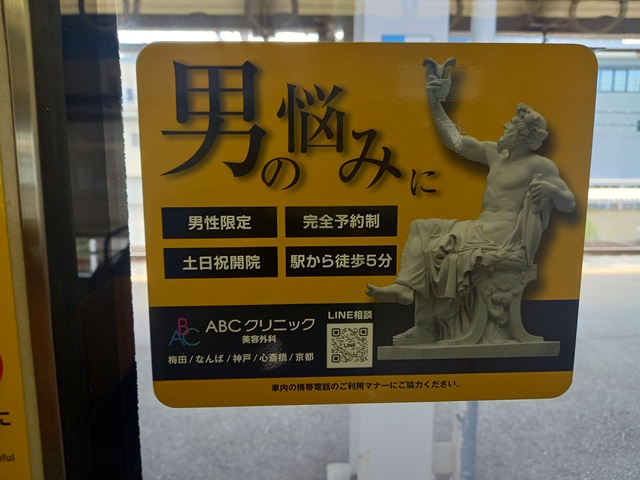 男の悩みに
男性限定
完全予約制
土日祝開院
駅から徒歩5分
ABC
ABCクリニック
美容外科
梅田/なんば/神戸/心斎橋/京都
LINE相談
LINE
車内の携帯電話のご利用マナーにご協力ください。
に